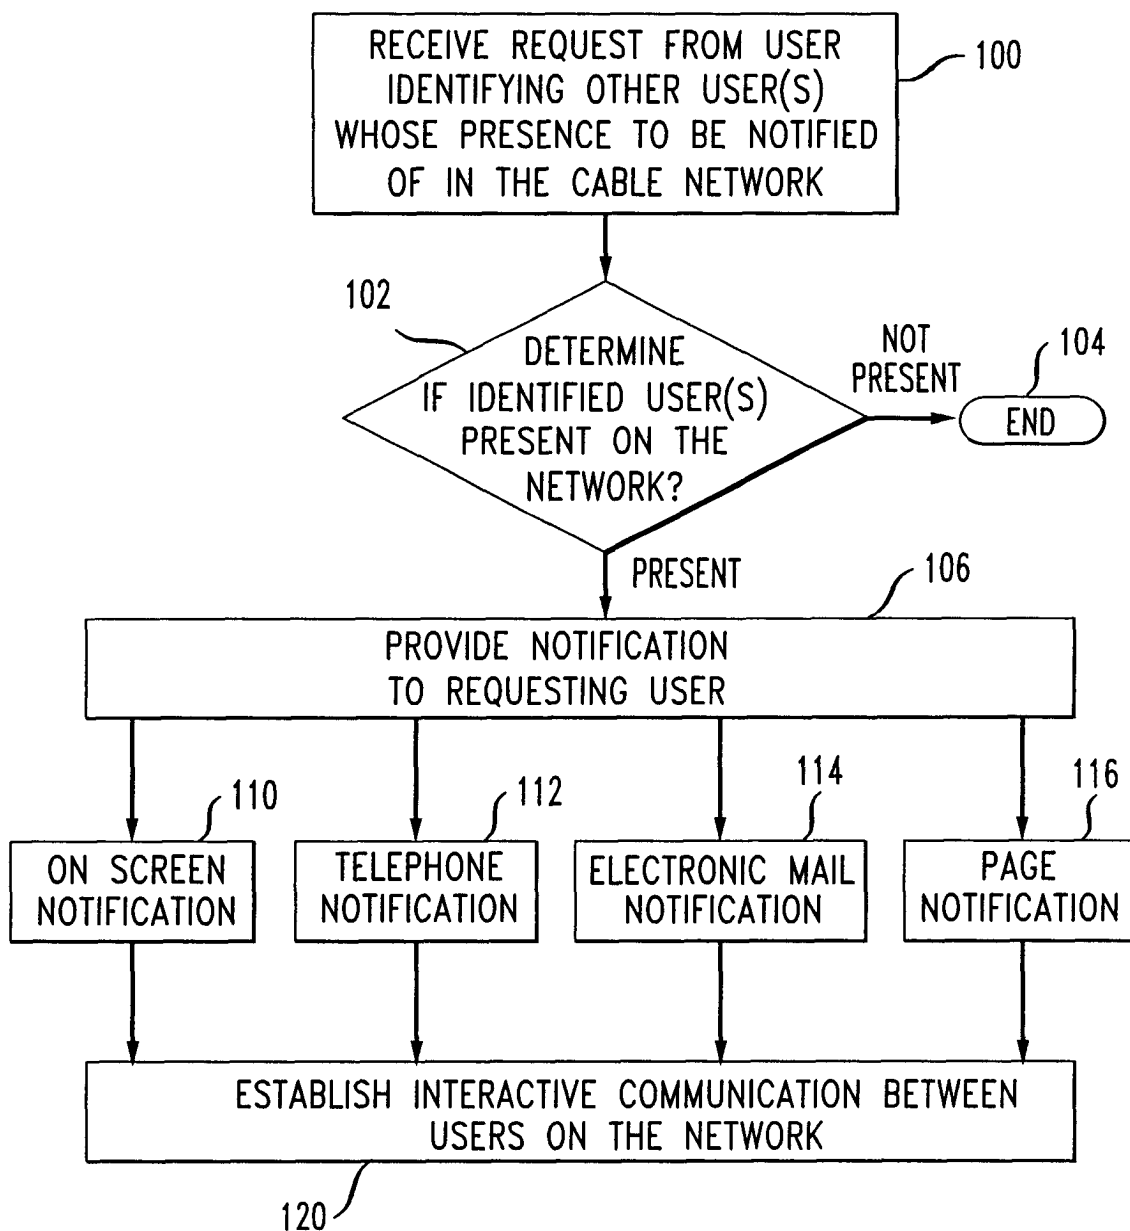 RECEIVE REQUEST FROM USER
IDENTIFYING OTHER USER(S)
WHOSE PRESENCE TO BE NOTIFIED
OF IN THE CABLE NETWORK
100
102
DETERMINE
IF IDENTIFIED USER(S)
PRESENT ON THE
NETWORK?
NOT
PRESENT
104
END
PRESENT
106
PROVIDE NOTIFICATION
TO REQUESTING USER
110
ON SCREEN
NOTIFICATION
112
TELEPHONE
NOTIFICATION
114
ELECTRONIC MAIL
NOTIFICATION
116
PAGE
NOTIFICATION
ESTABLISH INTERACTIVE COMMUNICATION BETWEEN
USERS ON THE NETWORK
120